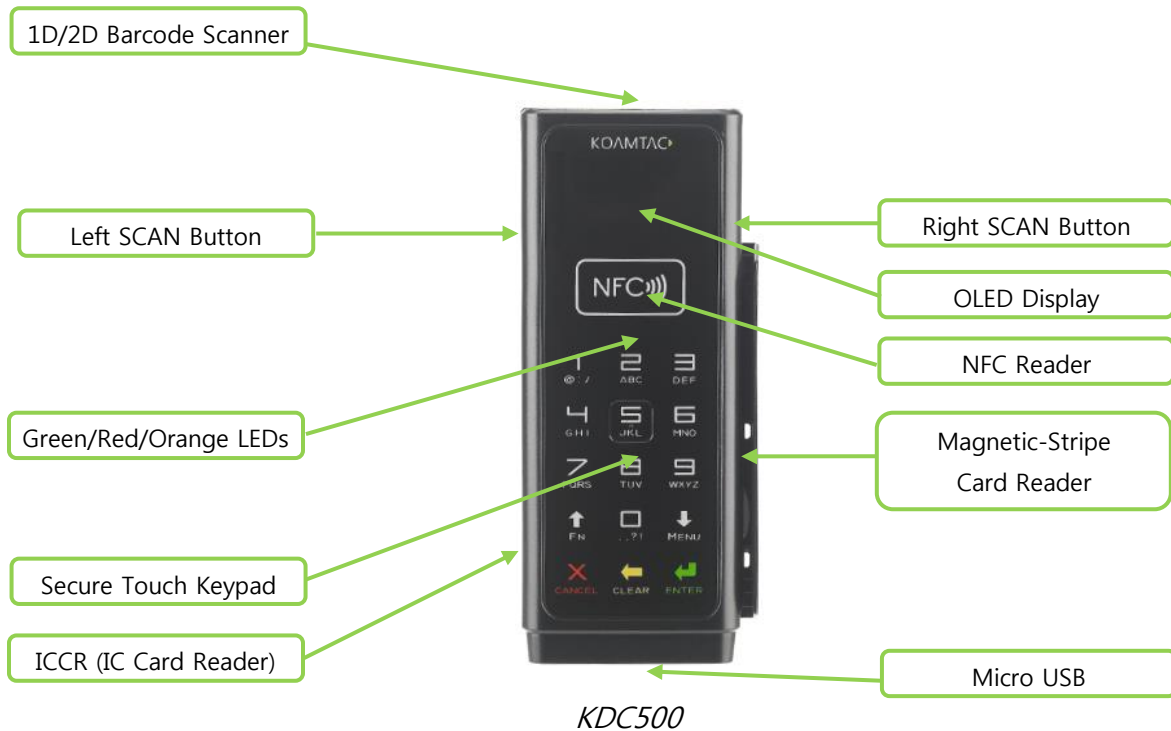 1D/2D Barcode Scanner
KOAMTAC
Left SCAN Button
Right SCAN Button
NFC
OLED Display
NFC Reader
1 2 3
@:/ ABC DEF
Green/Red/Orange LEDs
4 5 6
GHI JKL MNO
Magnetic-Stripe
Card Reader
7 8 9
PQRS TUV WXYZ
0
FN ..?! MENU
Secure Touch Keypad
CANCEL CLEAR ENTER
ICCR (IC Card Reader)
Micro USB
KDC500